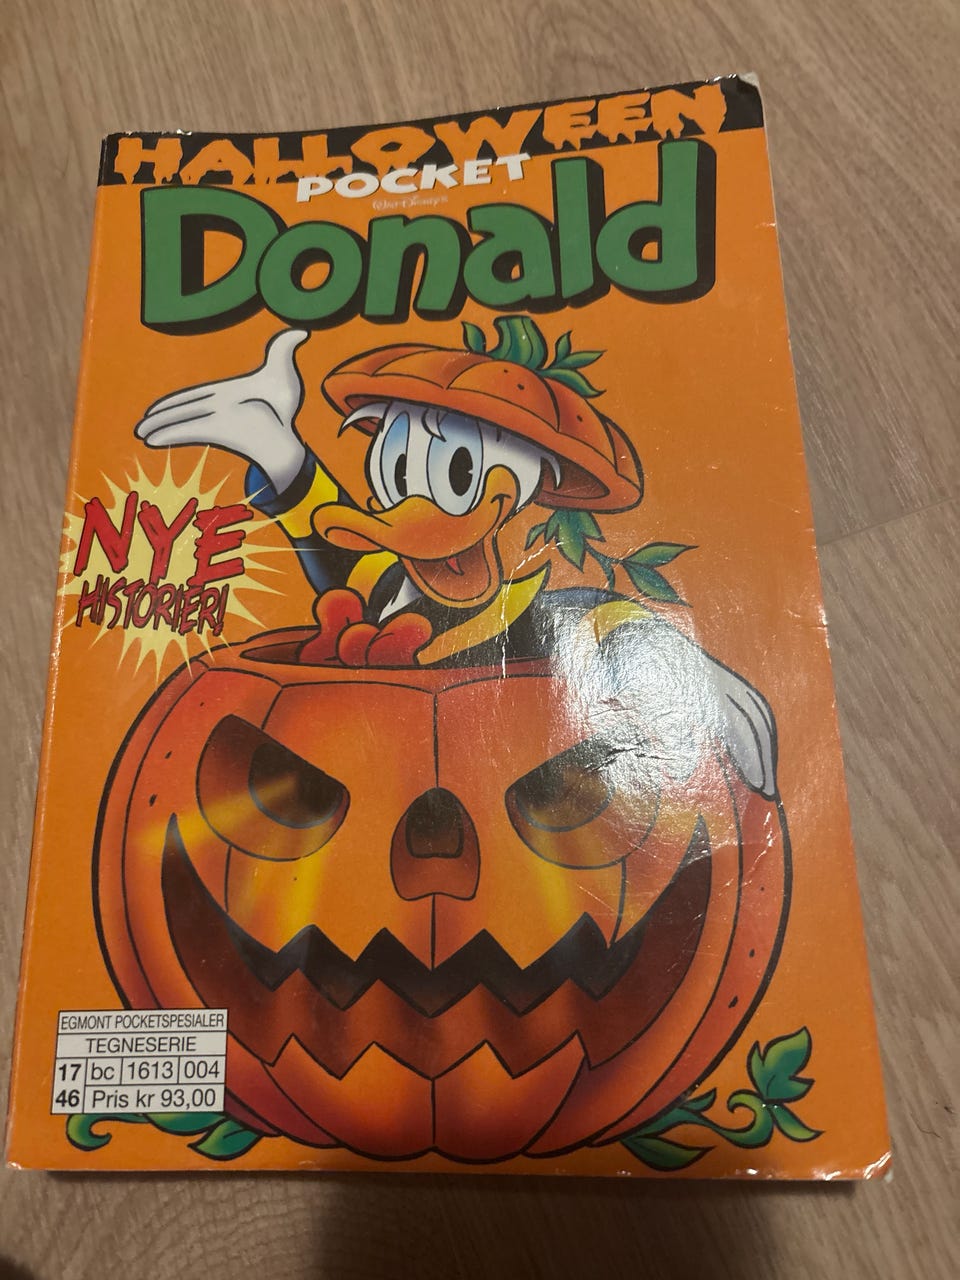 HALLOWEEN
POCKET
Walt Disney's
Donald
NYE
HISTORIER!
EGMONT POCKETSPESIALER
TEGNESERIE
17 bc 1613 004
46 Pris kr 93,00